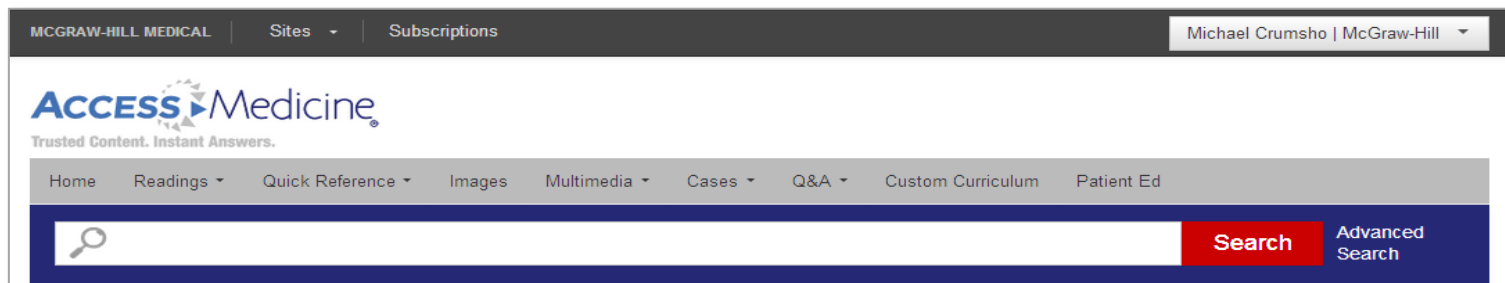 MCGRAW-HILL MEDICAL Sites Subscriptions Michael Crumsho | McGraw-Hill
ACCESS Medicine
Trusted Content. Instant Answers.
Home Readings Quick Reference Images Multimedia Cases Q&A Custom Curriculum Patient Ed
Search Advanced
Search